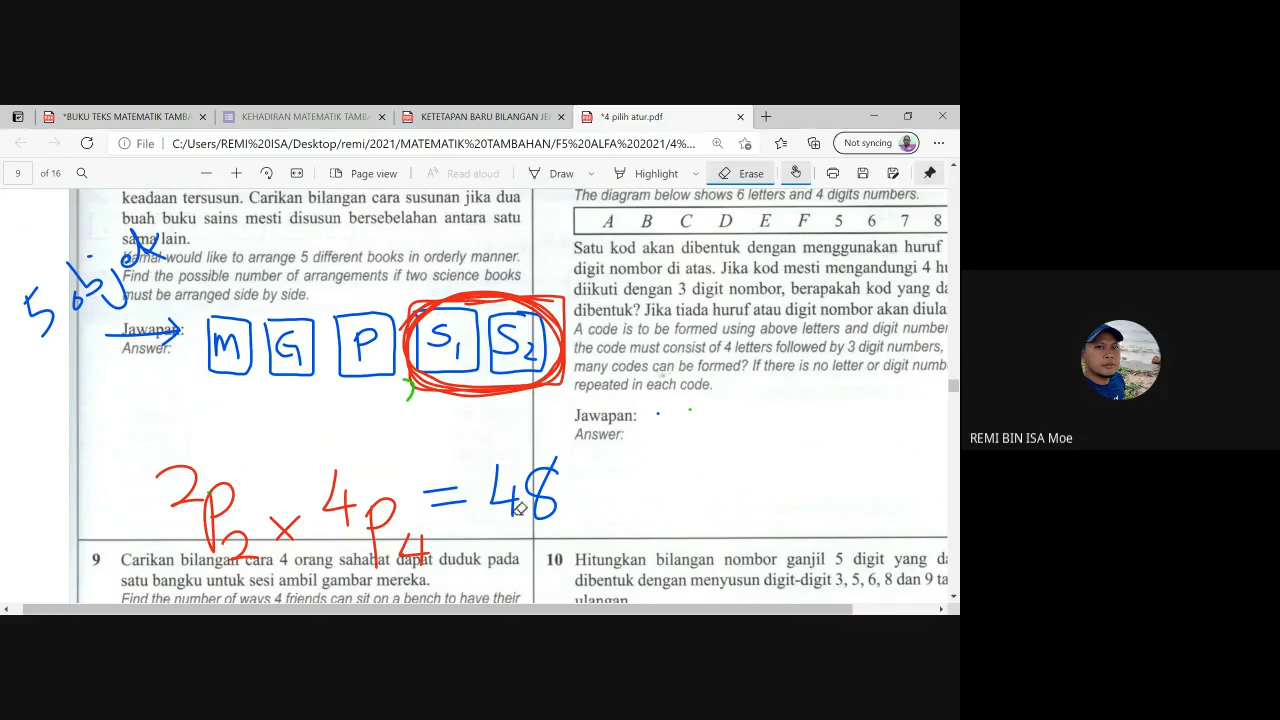 *BUKU TEKS MATEMATIK TAMBA
KEHADIRAN MATEMATIK TAMBA
KETETAPAN BARU BILANGAN JE
*4 pilih atur.pdf
File
C:/Users/REMI%20ISA/Desktop/remi/2021/MATEMATIK%20TAMBAHAN/F5%20ALFA%202021/4%...
Not syncing
9 of 16
Page view
Read aloud
Draw
Highlight
Erase
keadaan tersusun. Carikan bilangan cara susunan jika dua
buah buku sains mesti disusun bersebelahan antara satu
sama lain.
Kamal would like to arrange 5 different books in orderly manner.
Find the possible number of arrangements if two science books
must be arranged side by side.
5 objek
Jawapan:
Answer:
M G P S1 S2
2P2 × 4P4 = 48
The diagram below shows 6 letters and 4 digits numbers.
A B C D E F 5 6 7 8
Satu kod akan dibentuk dengan menggunakan huruf
digit nombor di atas. Jika kod mesti mengandungi 4 hu
diikuti dengan 3 digit nombor, berapakah kod yang da
dibentuk? Jika tiada huruf atau digit nombor akan diula
A code is to be formed using above letters and digit number
the code must consist of 4 letters followed by 3 digit numbers,
many codes can be formed? If there is no letter or digit numb
repeated in each code.
Jawapan:
Answer:
9 Carikan bilangan cara 4 orang sahabat dapat duduk pada
satu bangku untuk sesi ambil gambar mereka.
Find the number of ways 4 friends can sit on a bench to have their
10 Hitungkan bilangan nombor ganjil 5 digit yang da
dibentuk dengan menyusun digit-digit 3, 5, 6, 8 dan 9 ta
ulangan.
REMI BIN ISA Moe